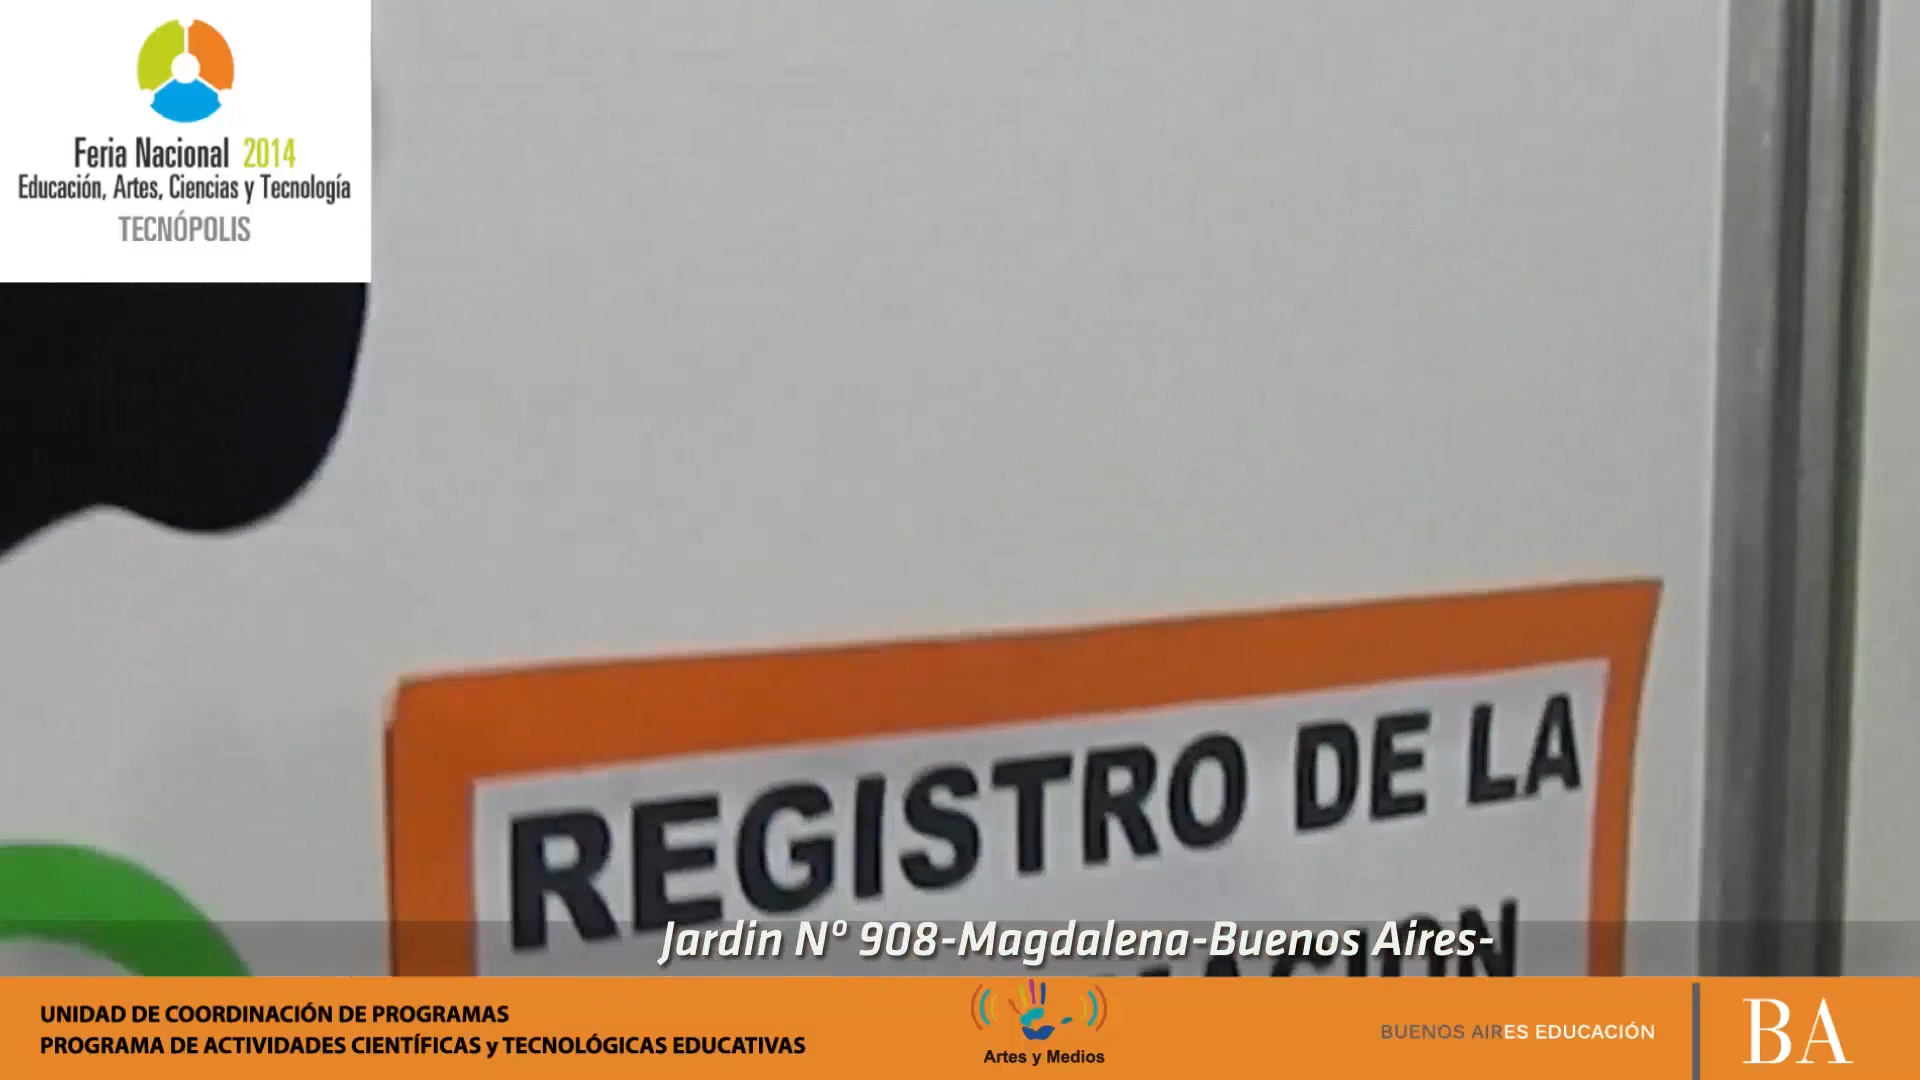 Feria Nacional 2014
Educación, Artes, Ciencias y Tecnología
TECNÓPOLIS
REGISTRO DE LA
Jardin Nº 908-Magdalena-Buenos Aires-
UNIDAD DE COORDINACIÓN DE PROGRAMAS
PROGRAMA DE ACTIVIDADES CIENTÍFICAS y TECNOLÓGICAS EDUCATIVAS
Artes y Medios
BUENOS AIRES EDUCACIÓN
BA